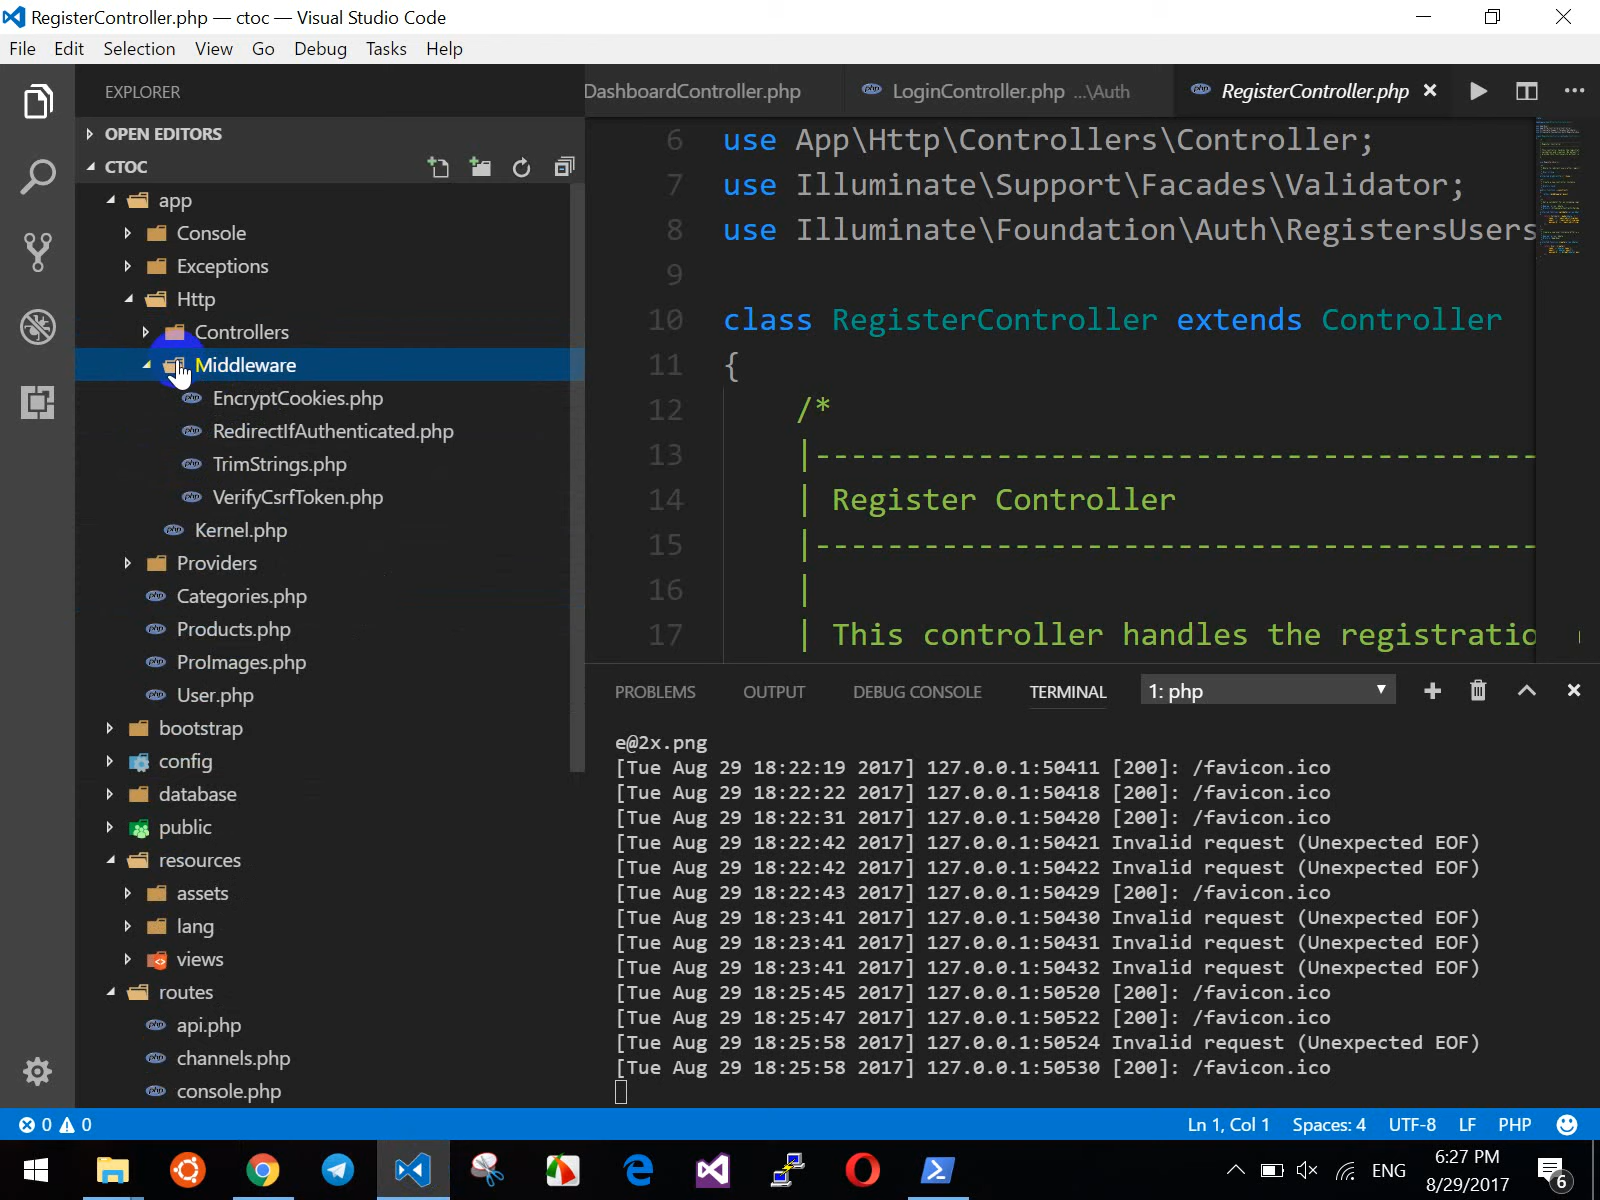 RegisterController.php — ctoc — Visual Studio Code
File Edit Selection View Go Debug Tasks Help
EXPLORER
OPEN EDITORS
CTOC
app
Console
Exceptions
Http
Controllers
Middleware
EncryptCookies.php
RedirectIfAuthenticated.php
TrimStrings.php
VerifyCsrfToken.php
Kernel.php
Providers
Categories.php
Products.php
ProImages.php
User.php
bootstrap
config
database
public
resources
assets
lang
views
routes
api.php
channels.php
console.php
DashboardController.php LoginController.php ...\Auth RegisterController.php
6 use App\Http\Controllers\Controller;
7 use Illuminate\Support\Facades\Validator;
8 use Illuminate\Foundation\Auth\RegistersUsers
9
10 class RegisterController extends Controller
11 {
12 /*
13 |----------------------------------------
14 | Register Controller
15 |----------------------------------------
16 |
17 | This controller handles the registratio
PROBLEMS OUTPUT DEBUG CONSOLE TERMINAL 1: php
e@2x.png
[Tue Aug 29 18:22:19 2017] 127.0.0.1:50411 [200]: /favicon.ico
[Tue Aug 29 18:22:22 2017] 127.0.0.1:50418 [200]: /favicon.ico
[Tue Aug 29 18:22:31 2017] 127.0.0.1:50420 [200]: /favicon.ico
[Tue Aug 29 18:22:42 2017] 127.0.0.1:50421 Invalid request (Unexpected EOF)
[Tue Aug 29 18:22:42 2017] 127.0.0.1:50422 Invalid request (Unexpected EOF)
[Tue Aug 29 18:22:43 2017] 127.0.0.1:50429 [200]: /favicon.ico
[Tue Aug 29 18:23:41 2017] 127.0.0.1:50430 Invalid request (Unexpected EOF)
[Tue Aug 29 18:23:41 2017] 127.0.0.1:50431 Invalid request (Unexpected EOF)
[Tue Aug 29 18:23:41 2017] 127.0.0.1:50432 Invalid request (Unexpected EOF)
[Tue Aug 29 18:25:45 2017] 127.0.0.1:50520 [200]: /favicon.ico
[Tue Aug 29 18:25:47 2017] 127.0.0.1:50522 [200]: /favicon.ico
[Tue Aug 29 18:25:58 2017] 127.0.0.1:50524 Invalid request (Unexpected EOF)
[Tue Aug 29 18:25:58 2017] 127.0.0.1:50530 [200]: /favicon.ico
0 0 Ln 1, Col 1 Spaces: 4 UTF-8 LF PHP
ENG 6:27 PM
8/29/2017 6